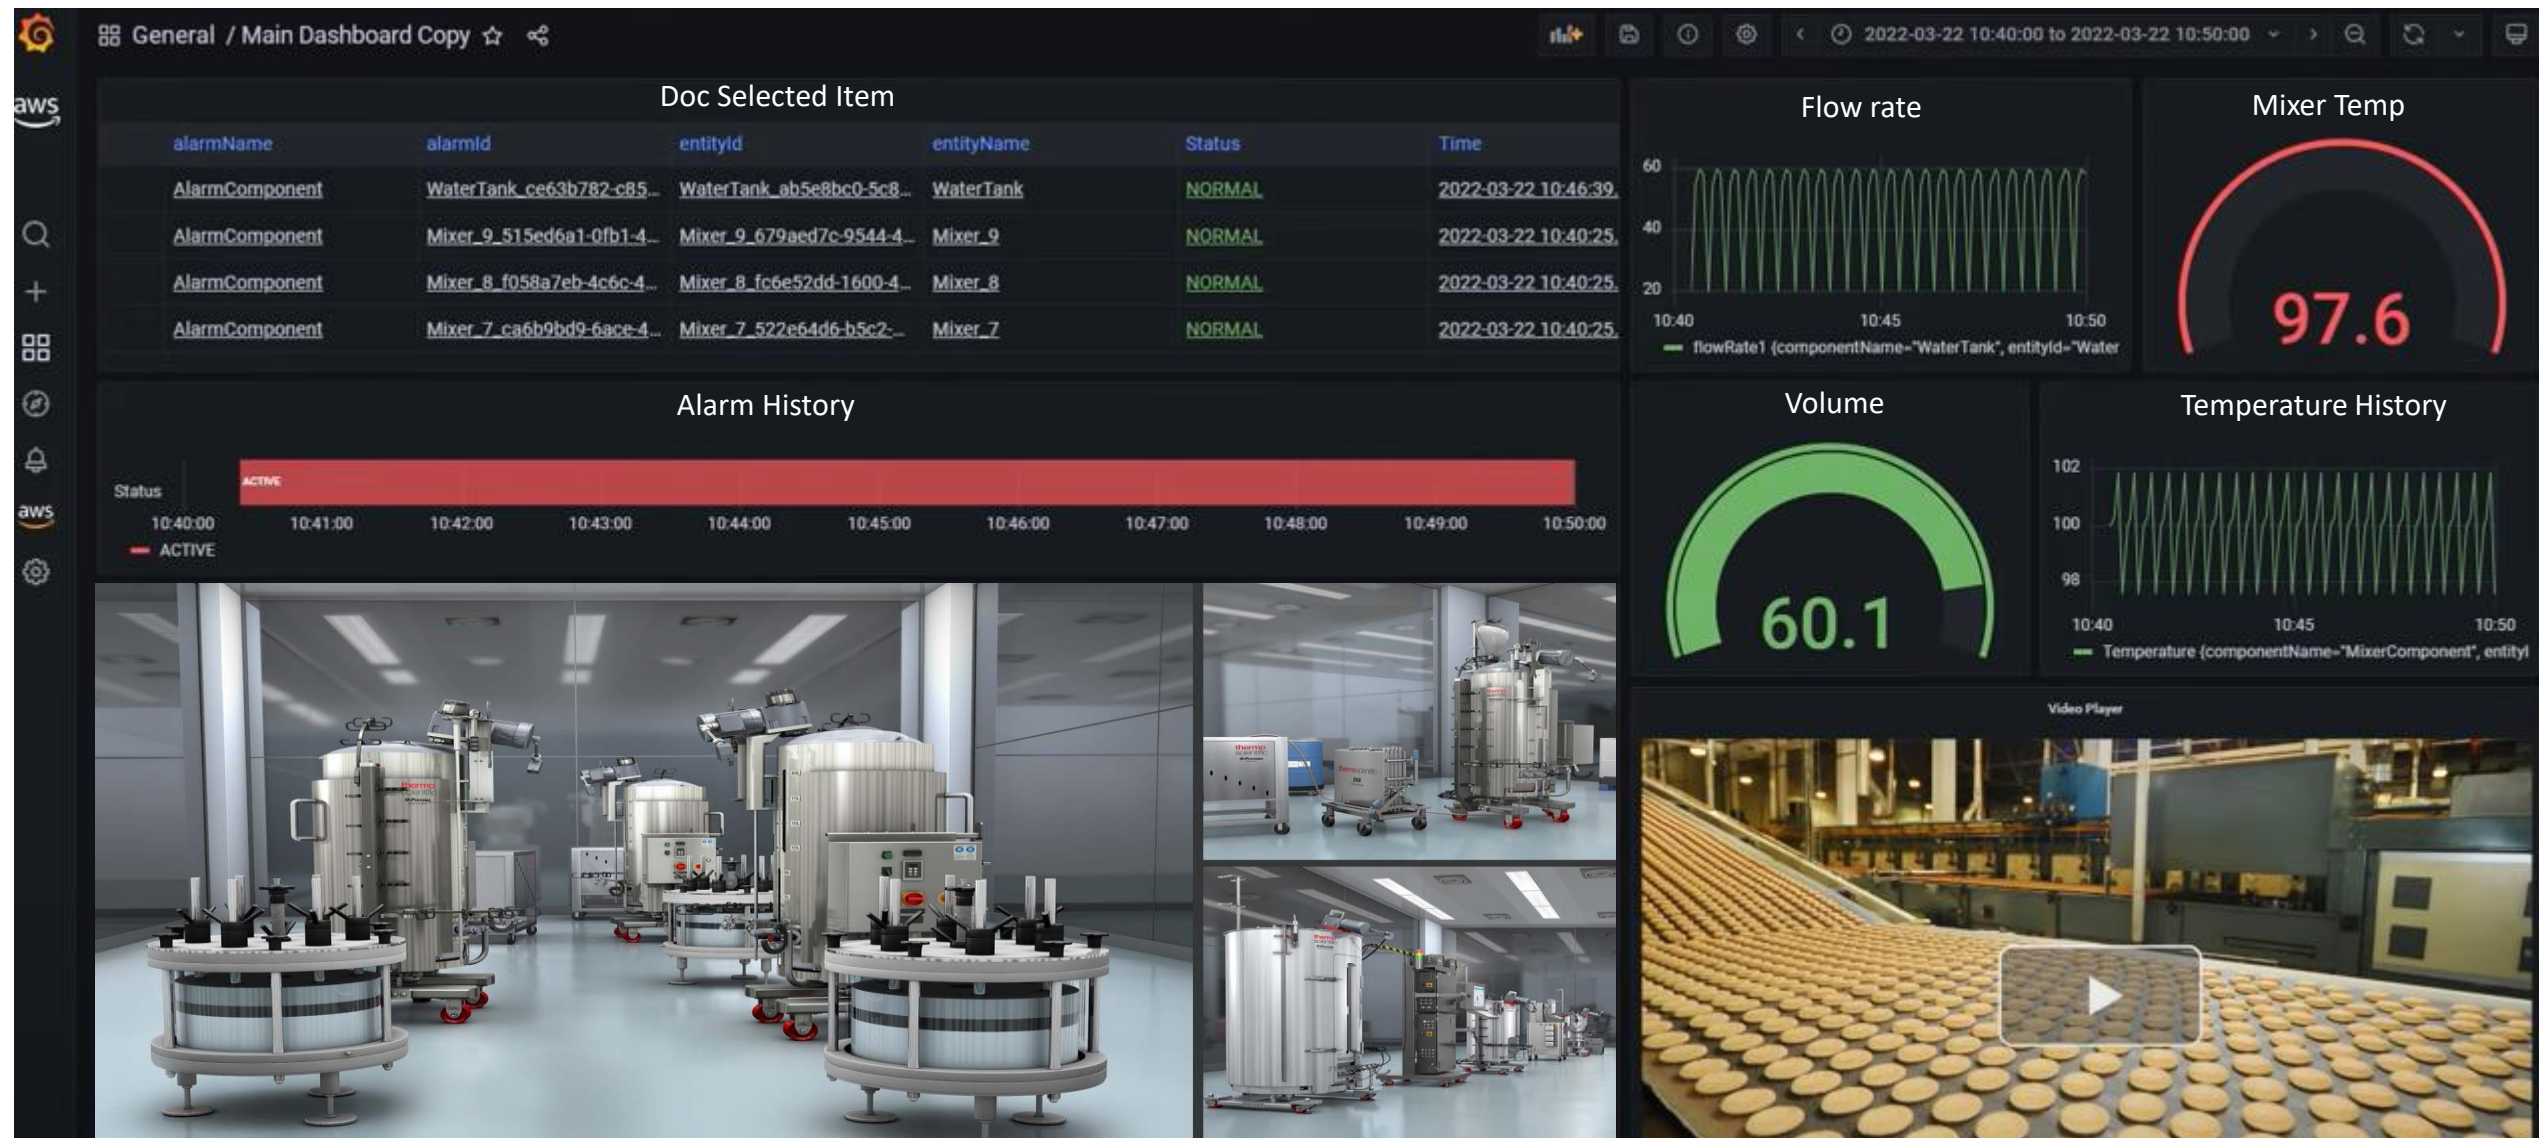 General / Main Dashboard Copy
2022-03-22 10:40:00 to 2022-03-22 10:50:00
aws
Doc Selected Item
alarmName alarmId entityId entityName Status Time
AlarmComponent WaterTank_ce63b782-c85... WaterTank_ab5e8bc0-5c8... WaterTank NORMAL 2022-03-22 10:46:39.
AlarmComponent Mixer_9_515ed6a1-0fb1-4... Mixer_9_679aed7c-9544-4... Mixer_9 NORMAL 2022-03-22 10:40:25.
AlarmComponent Mixer_8_f058a7eb-4c6c-4... Mixer_8_fc6e52dd-1600-4... Mixer_8 NORMAL 2022-03-22 10:40:25.
AlarmComponent Mixer_7_ca6b9bd9-6ace-4... Mixer_7_522e64d6-b5c2-... Mixer_7 NORMAL 2022-03-22 10:40:25.
Flow rate
60
40
20
10:40 10:45 10:50
flowRate1 {componentName="WaterTank", entityId="Water
Mixer Temp
97.6
Alarm History
ACTIVE
Status
10:40:00 10:41:00 10:42:00 10:43:00 10:44:00 10:45:00 10:46:00 10:47:00 10:48:00 10:49:00 10:50:00
ACTIVE
aws
Volume
60.1
Temperature History
102
100
98
10:40 10:45 10:50
Temperature {componentName="MixerComponent", entityI
Video Player
thermo
scientific
thermo
scientific
thermo
thermo scientific